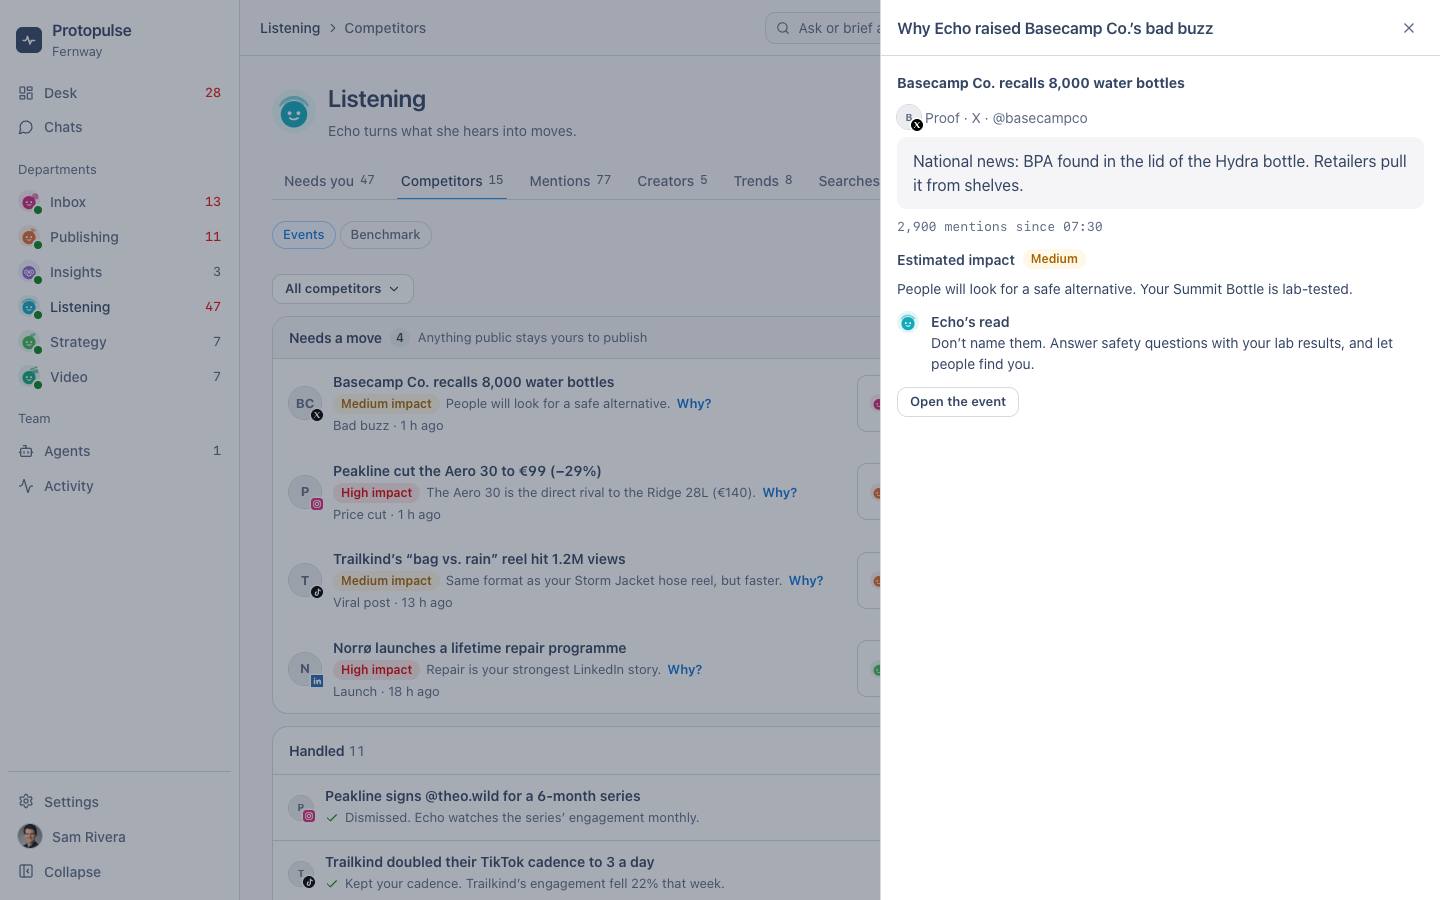 Protopulse
Fernway
Desk 28
Chats
Departments
Inbox 13
Publishing 11
Insights 3
Listening 47
Strategy 7
Video 7
Team
Agents 1
Activity
Settings
Sam Rivera
Collapse
Listening > Competitors
Ask or brief a
Listening
Echo turns what she hears into moves.
Needs you 47 Competitors 15 Mentions 77 Creators 5 Trends 8 Searches
Events Benchmark
All competitors
Needs a move 4 Anything public stays yours to publish
BC
Basecamp Co. recalls 8,000 water bottles
Medium impact People will look for a safe alternative. Why?
Bad buzz · 1 h ago
P
Peakline cut the Aero 30 to €99 (−29%)
High impact The Aero 30 is the direct rival to the Ridge 28L (€140). Why?
Price cut · 1 h ago
T
Trailkind’s “bag vs. rain” reel hit 1.2M views
Medium impact Same format as your Storm Jacket hose reel, but faster. Why?
Viral post · 13 h ago
N
Norrø launches a lifetime repair programme
High impact Repair is your strongest LinkedIn story. Why?
Launch · 18 h ago
Handled 11
P
Peakline signs @theo.wild for a 6-month series
Dismissed. Echo watches the series’ engagement monthly.
T
Trailkind doubled their TikTok cadence to 3 a day
Kept your cadence. Trailkind’s engagement fell 22% that week.
Why Echo raised Basecamp Co.’s bad buzz
Basecamp Co. recalls 8,000 water bottles
B
Proof · X · @basecampco
National news: BPA found in the lid of the Hydra bottle. Retailers pull
it from shelves.
2,900 mentions since 07:30
Estimated impact Medium
People will look for a safe alternative. Your Summit Bottle is lab-tested.
Echo’s read
Don’t name them. Answer safety questions with your lab results, and let
people find you.
Open the event